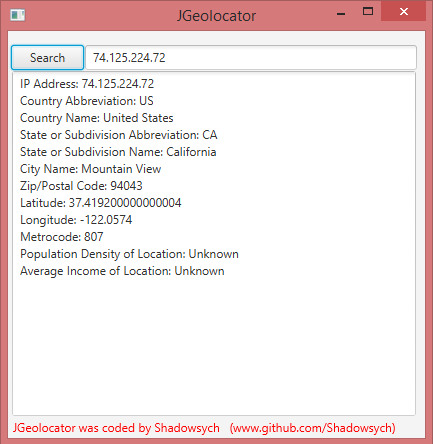 JGeolocator
Search 74.125.224.72
IP Address: 74.125.224.72
Country Abbreviation: US
Country Name: United States
State or Subdivision Abbreviation: CA
State or Subdivision Name: California
City Name: Mountain View
Zip/Postal Code: 94043
Latitude: 37.419200000000004
Longitude: -122.0574
Metrocode: 807
Population Density of Location: Unknown
Average Income of Location: Unknown
JGeolocator was coded by Shadowsych (www.github.com/Shadowsych)